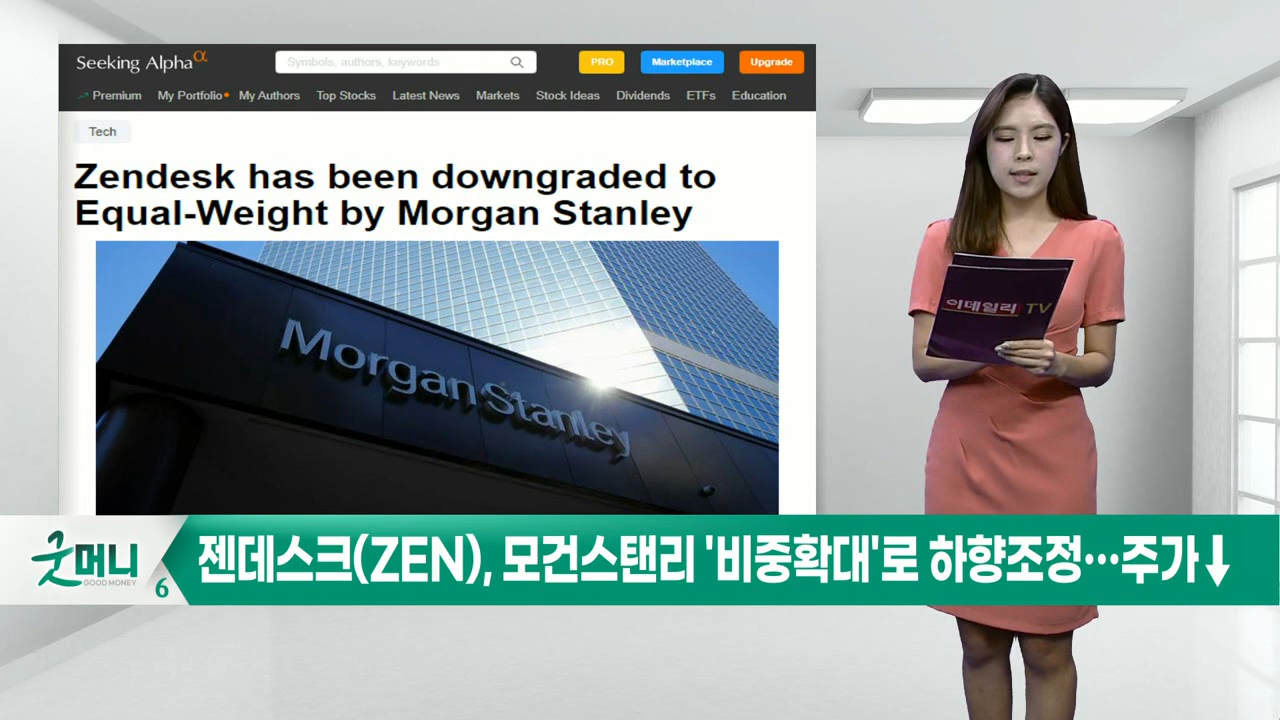 Seeking Alpha α
Symbols, authors, keywords
PRO
Marketplace
Upgrade
Premium My Portfolio My Authors Top Stocks Latest News Markets Stock Ideas Dividends ETFs Education
Tech
Zendesk has been downgraded to
Equal-Weight by Morgan Stanley
Morgan Stanley
이데일리 TV
굿머니
GOOD MONEY
6
젠데스크(ZEN), 모건스탠리 '비중확대'로 하향조정…주가↓